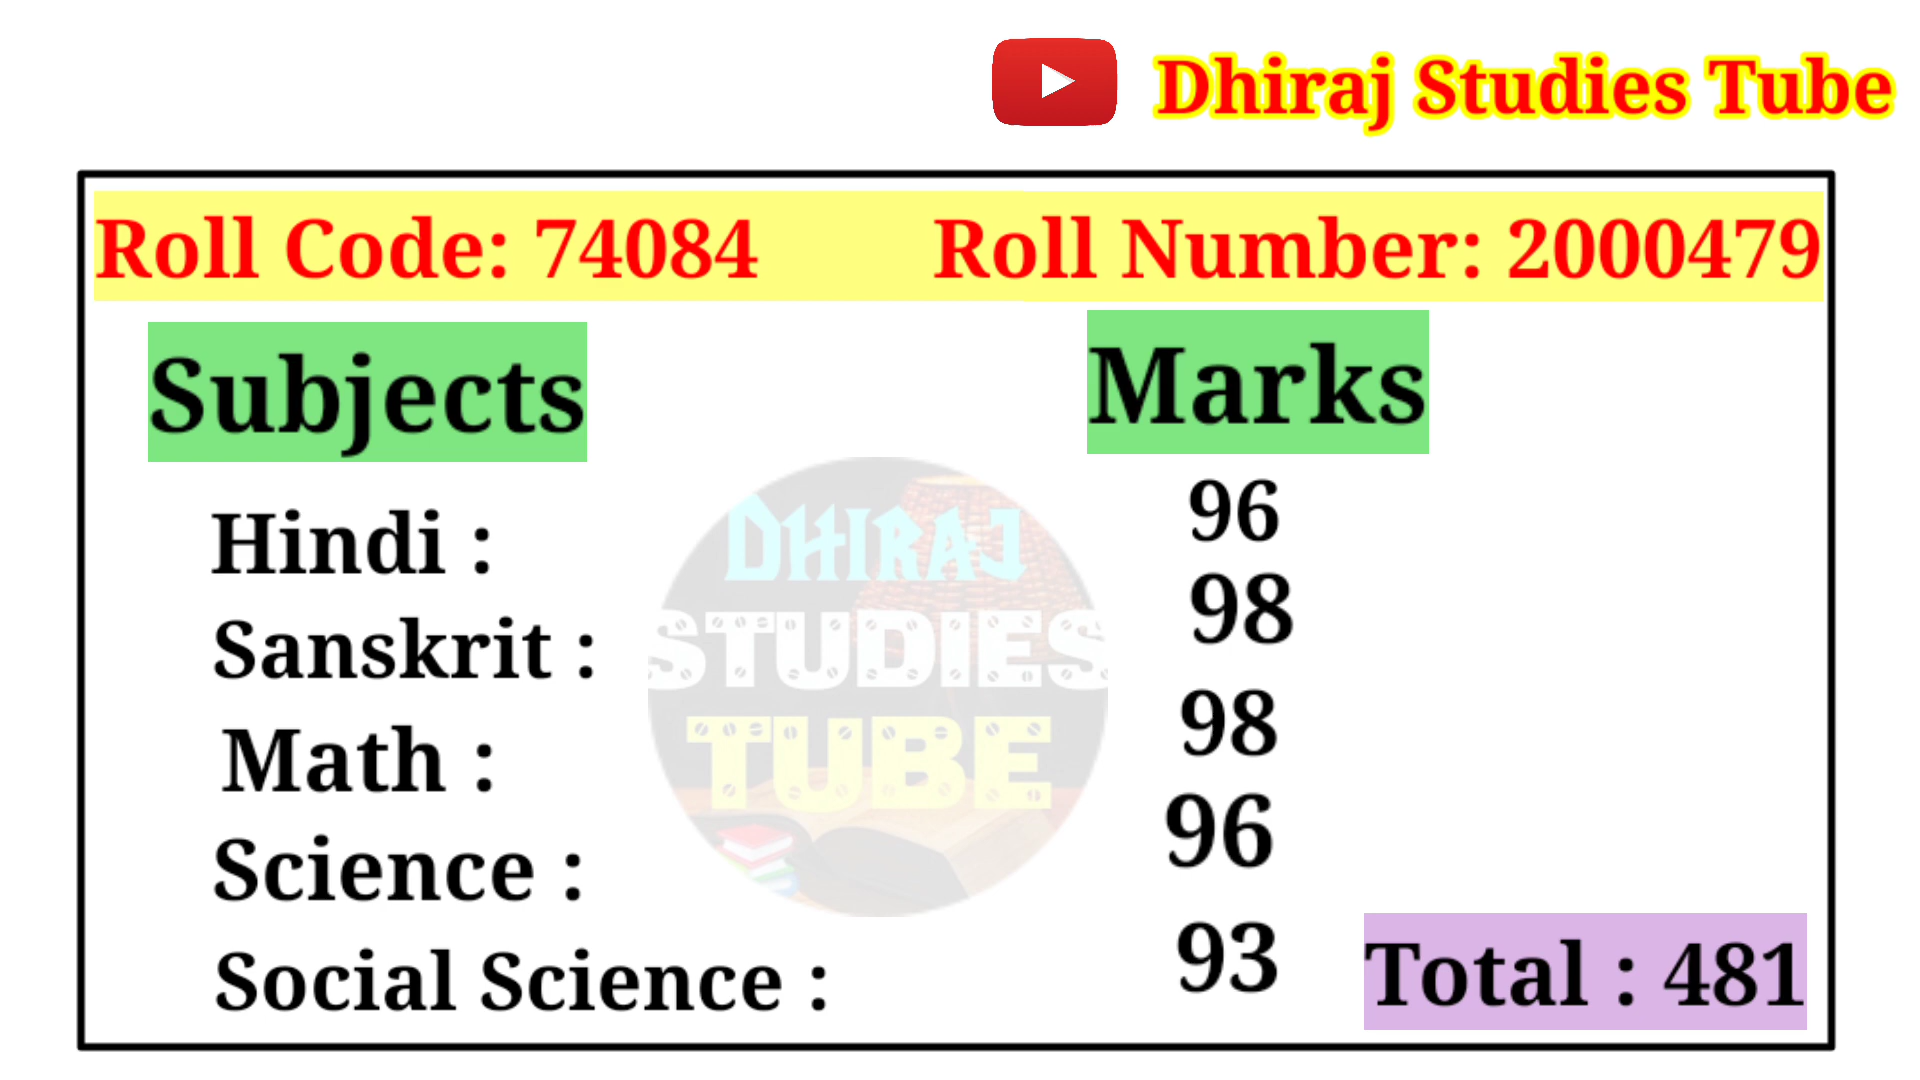 Dhiraj Studies Tube
Roll Code: 74084 Roll Number: 2000479
Subjects Marks
Hindi : 96
Sanskrit : 98
Math : 98
Science : 96
Social Science : 93 Total : 481
DHIRAJ
STUDIES
TUBE